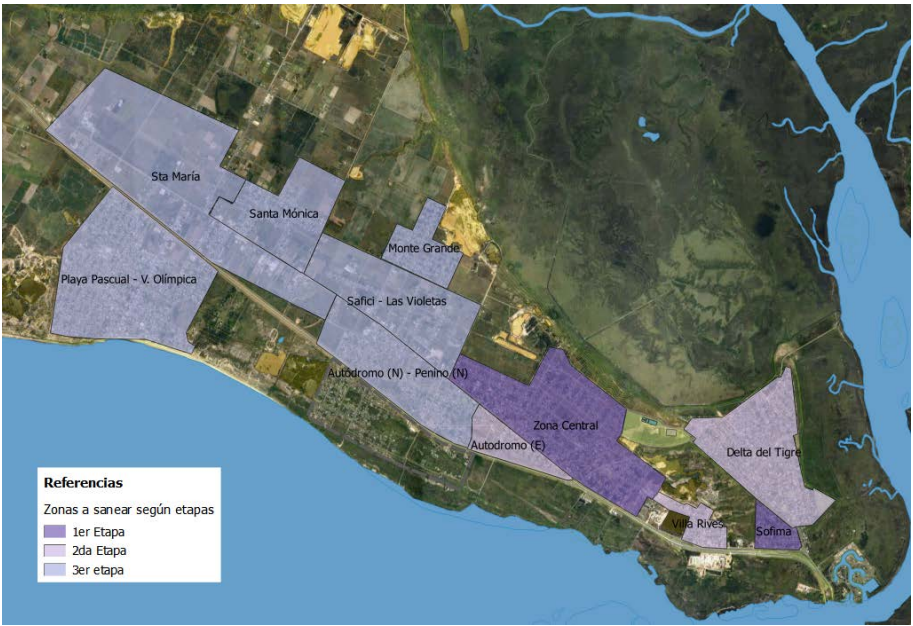 Sta María
Santa Mónica
Monte Grande
Playa Pascual - V. Olímpica
Safici - Las Violetas
Autódromo (N) - Penino (N)
Zona Central
Autodromo (E)
Delta del Tigre
Villa Rives
Sofima
Referencias
Zonas a sanear según etapas
1er Etapa
2da Etapa
3er etapa